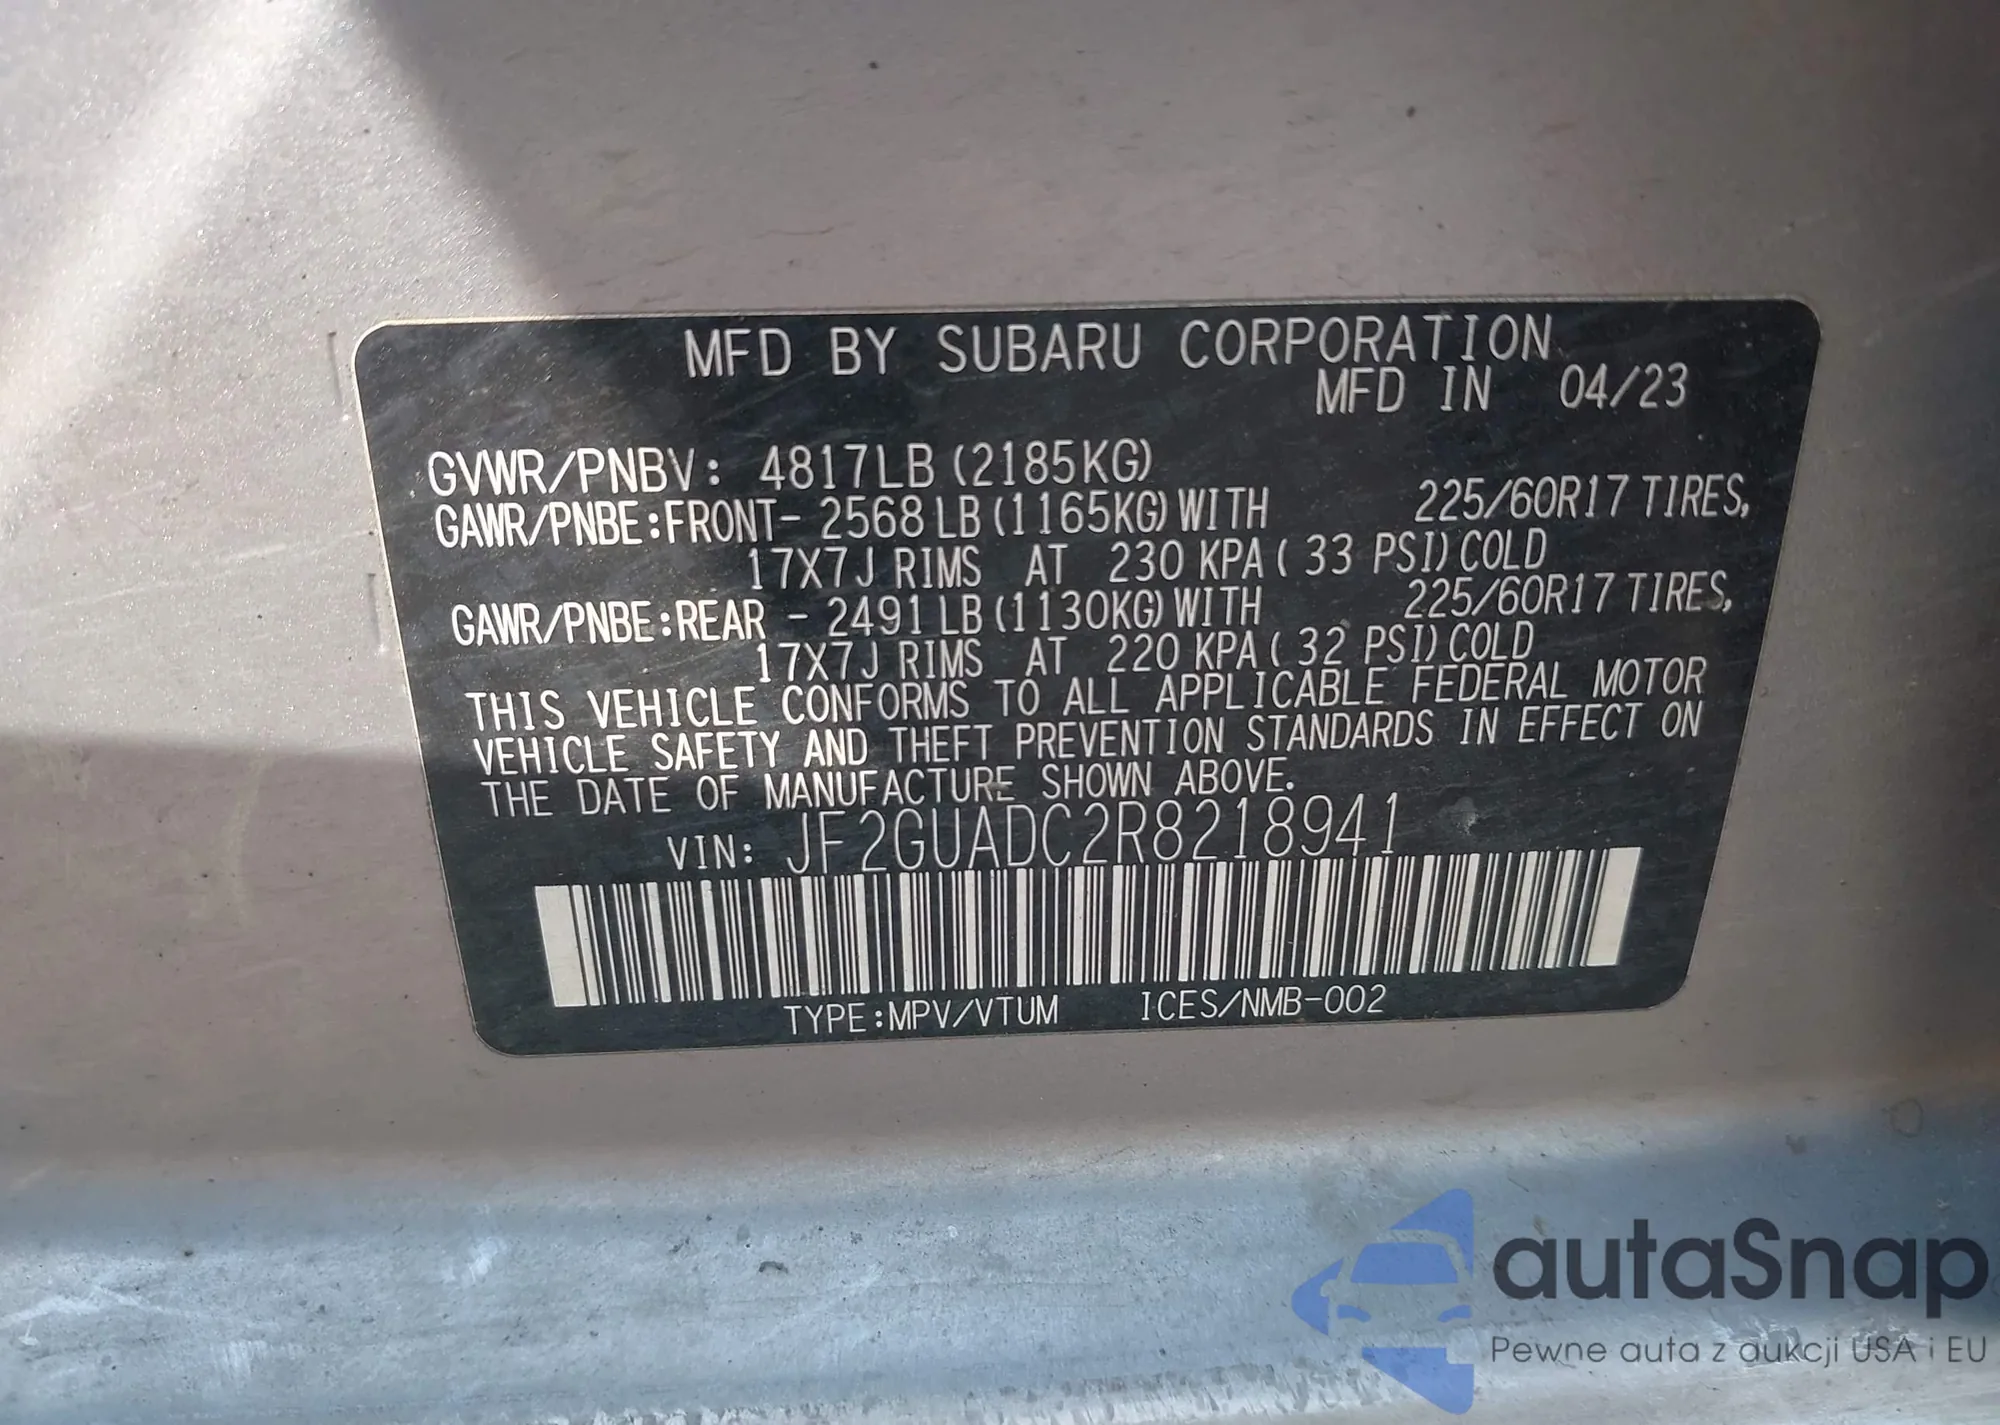 MFD BY SUBARU CORPORATION
MFD IN 04/23
GVWR/PNBV: 4817LB (2185KG)
GAWR/PNBE:FRONT- 2568 LB (1165KG) WITH 225/60R17 TIRES,
17X7J RIMS AT 230 KPA ( 33 PSI) COLD
GAWR/PNBE:REAR - 2491 LB (1130KG) WITH 225/60R17 TIRES,
17X7J RIMS AT 220 KPA ( 32 PSI) COLD
THIS VEHICLE CONFORMS TO ALL APPLICABLE FEDERAL MOTOR
VEHICLE SAFETY AND THEFT PREVENTION STANDARDS IN EFFECT ON
THE DATE OF MANUFACTURE SHOWN ABOVE.
VIN: JF2GUADC2R8218941
TYPE:MPV/VTUM ICES/NMB-002
autaSnap
Pewne auta z aukcji USA i EU